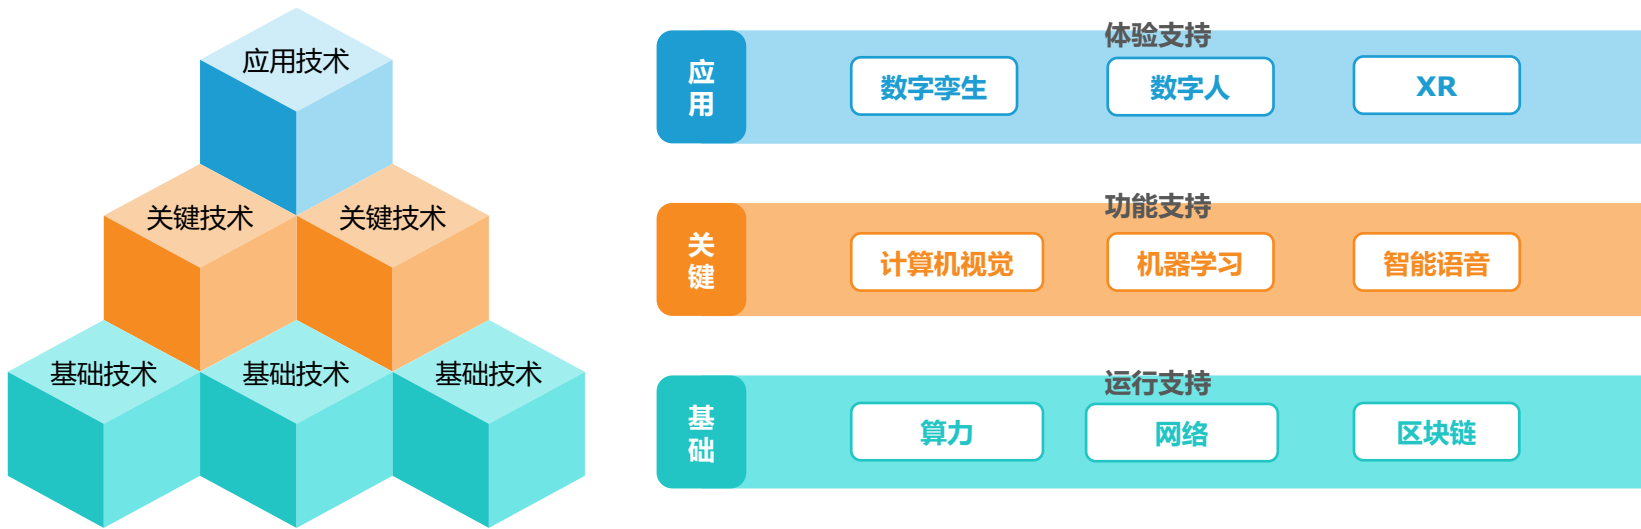 应用技术
关键技术
关键技术
基础技术
基础技术
基础技术
应用
体验支持
数字孪生
数字人
XR
关键
功能支持
计算机视觉
机器学习
智能语音
基础
运行支持
算力
网络
区块链